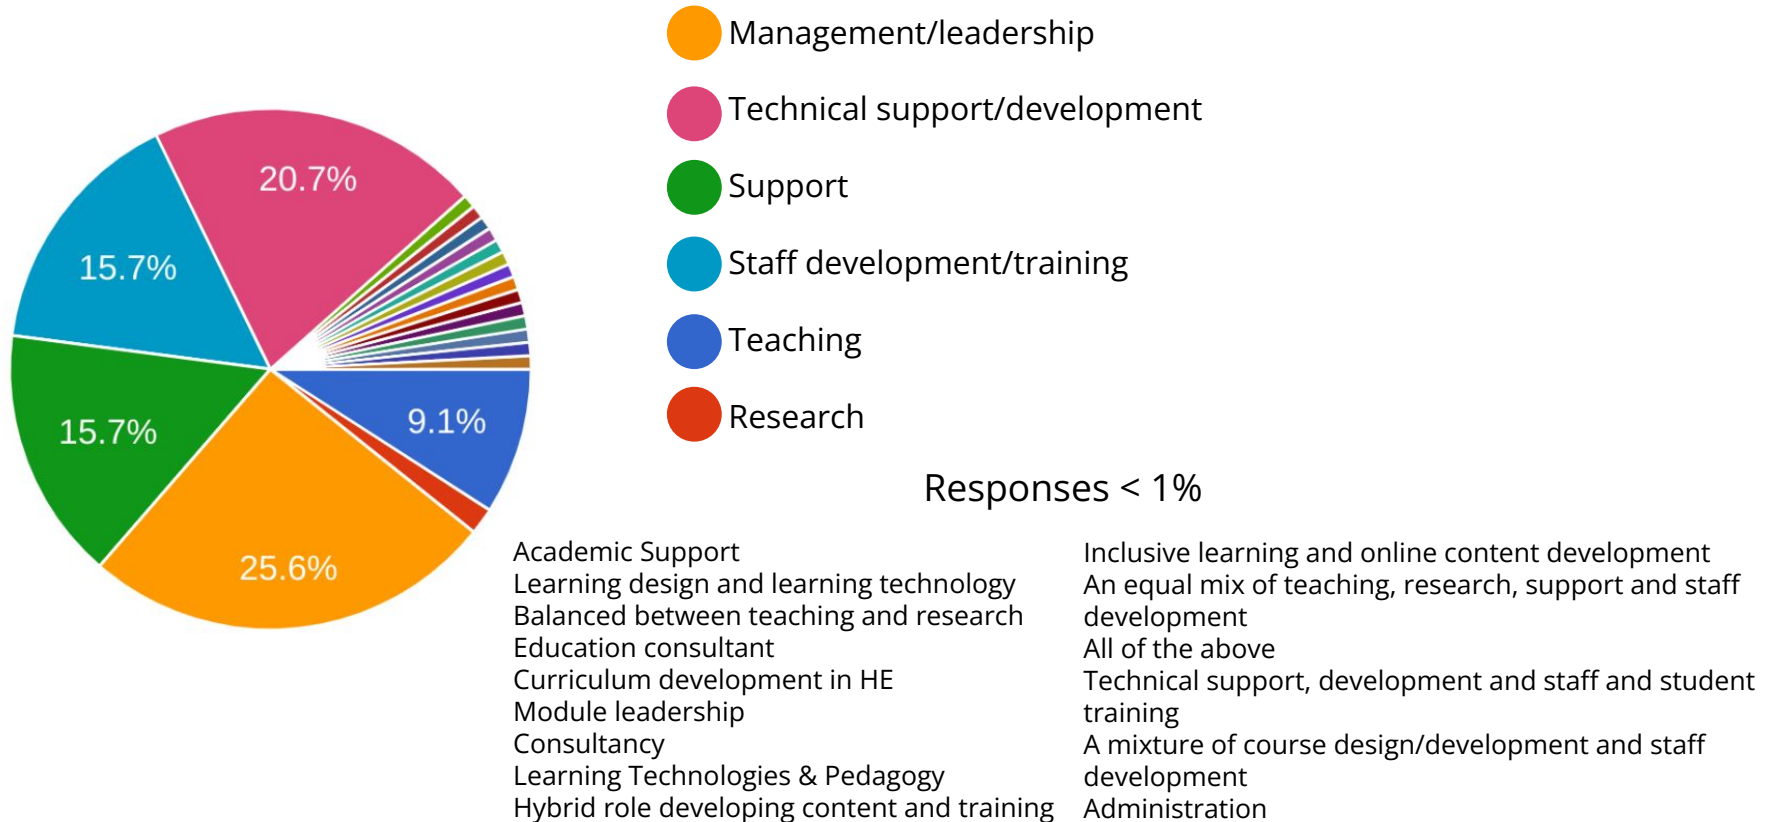 Management/leadership
Technical support/development
Support
Staff development/training
Teaching
Research
20.7%
15.7%
15.7%
9.1%
25.6%
Responses < 1%
Academic Support
Learning design and learning technology
Balanced between teaching and research
Education consultant
Curriculum development in HE
Module leadership
Consultancy
Learning Technologies & Pedagogy
Hybrid role developing content and training
Inclusive learning and online content development
An equal mix of teaching, research, support and staff
development
All of the above
Technical support, development and staff and student
training
A mixture of course design/development and staff
development
Administration